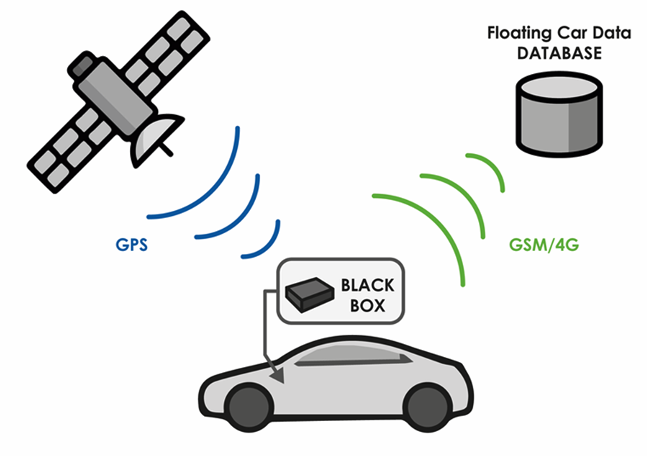 Floating Car Data
DATABASE
GPS
GSM/4G
BLACK
BOX